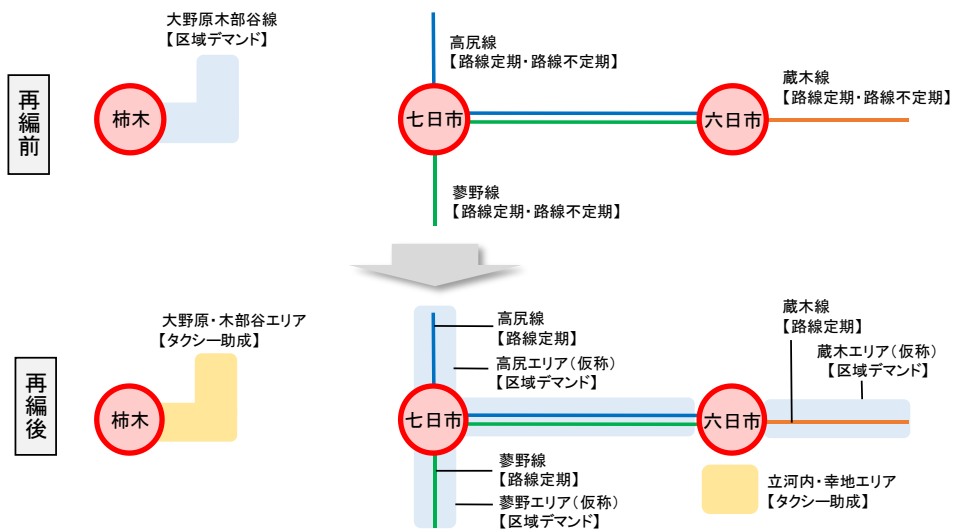 再編前
大野原木部谷線
【区域デマンド】
柿木
高尻線
【路線定期・路線不定期】
七日市
六日市
蔵木線
【路線定期・路線不定期】
蓼野線
【路線定期・路線不定期】
再編後
大野原・木部谷エリア
【タクシー助成】
柿木
高尻線
【路線定期】
高尻エリア（仮称）
【区域デマンド】
七日市
六日市
蔵木線
【路線定期】
蔵木エリア（仮称）
【区域デマンド】
蓼野線
【路線定期】
蓼野エリア（仮称）
【区域デマンド】
立河内・幸地エリア
【タクシー助成】